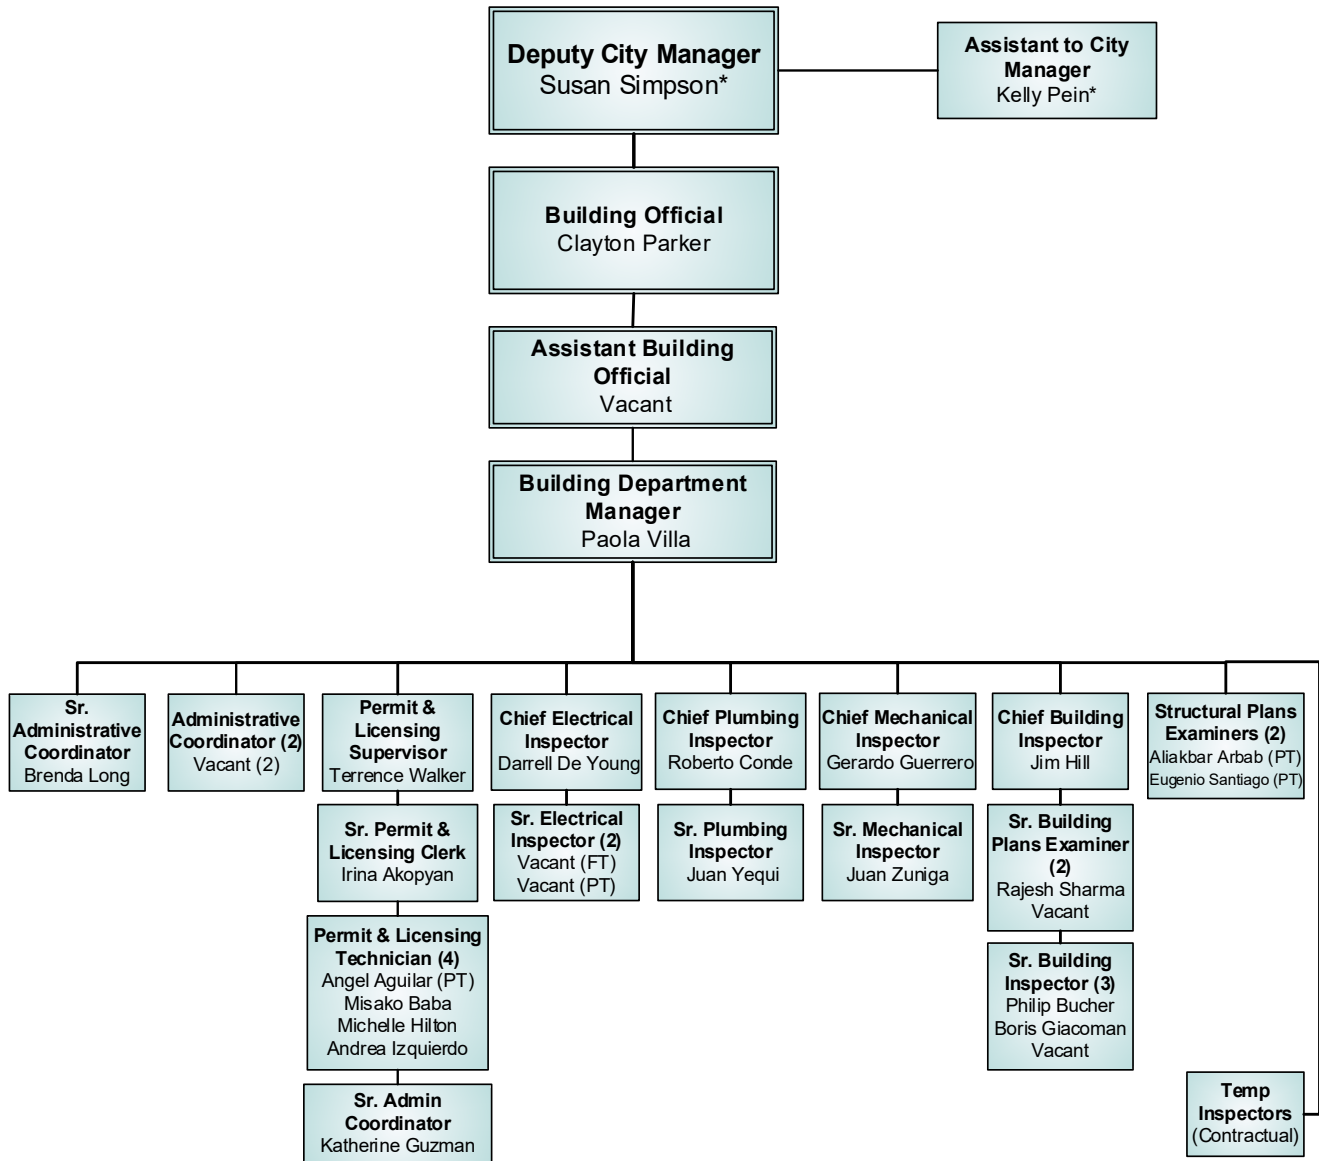 Deputy City Manager
Susan Simpson*
Assistant to City
Manager
Kelly Pein*
Building Official
Clayton Parker
Assistant Building
Official
Vacant
Building Department
Manager
Paola Villa
Sr.
Administrative
Coordinator
Brenda Long
Administrative
Coordinator (2)
Vacant (2)
Permit &
Licensing
Supervisor
Terrence Walker
Sr. Permit &
Licensing Clerk
Irina Akopyan
Permit & Licensing
Technician (4)
Angel Aguilar (PT)
Misako Baba
Michelle Hilton
Andrea Izquierdo
Sr. Admin
Coordinator
Katherine Guzman
Chief Electrical
Inspector
Darrell De Young
Sr. Electrical
Inspector (2)
Vacant (FT)
Vacant (PT)
Chief Plumbing
Inspector
Roberto Conde
Sr. Plumbing
Inspector
Juan Yequi
Chief Mechanical
Inspector
Gerardo Guerrero
Sr. Mechanical
Inspector
Juan Zuniga
Chief Building
Inspector
Jim Hill
Sr. Building
Plans Examiner
(2)
Rajesh Sharma
Vacant
Sr. Building
Inspector (3)
Philip Bucher
Boris Giacoman
Vacant
Structural Plans
Examiners (2)
Aliakbar Arbab (PT)
Eugenio Santiago (PT)
Temp
Inspectors
(Contractual)